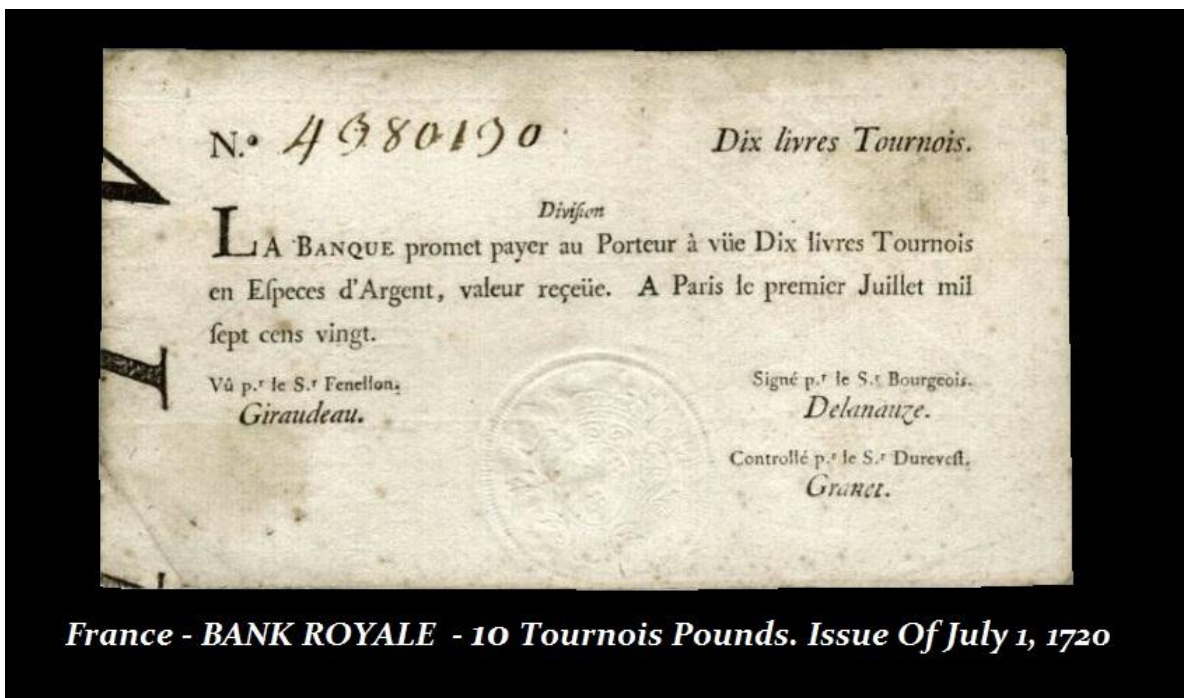 N.º 4980190 Dix livres Tournois.
Diviſion
LA BANQUE promet payer au Porteur à vüe Dix livres Tournois
en Eſpeces d'Argent, valeur reçeüe. A Paris le premier Juillet mil
ſept cens vingt.
Vû p.r le S.r Fenellon.
Giraudeau.
Signé p.r le S.r Bourgeois.
Delanauze.
Controllé p.r le S.r Dureveſt.
Granet.
France - BANK ROYALE - 10 Tournois Pounds. Issue Of July 1, 1720